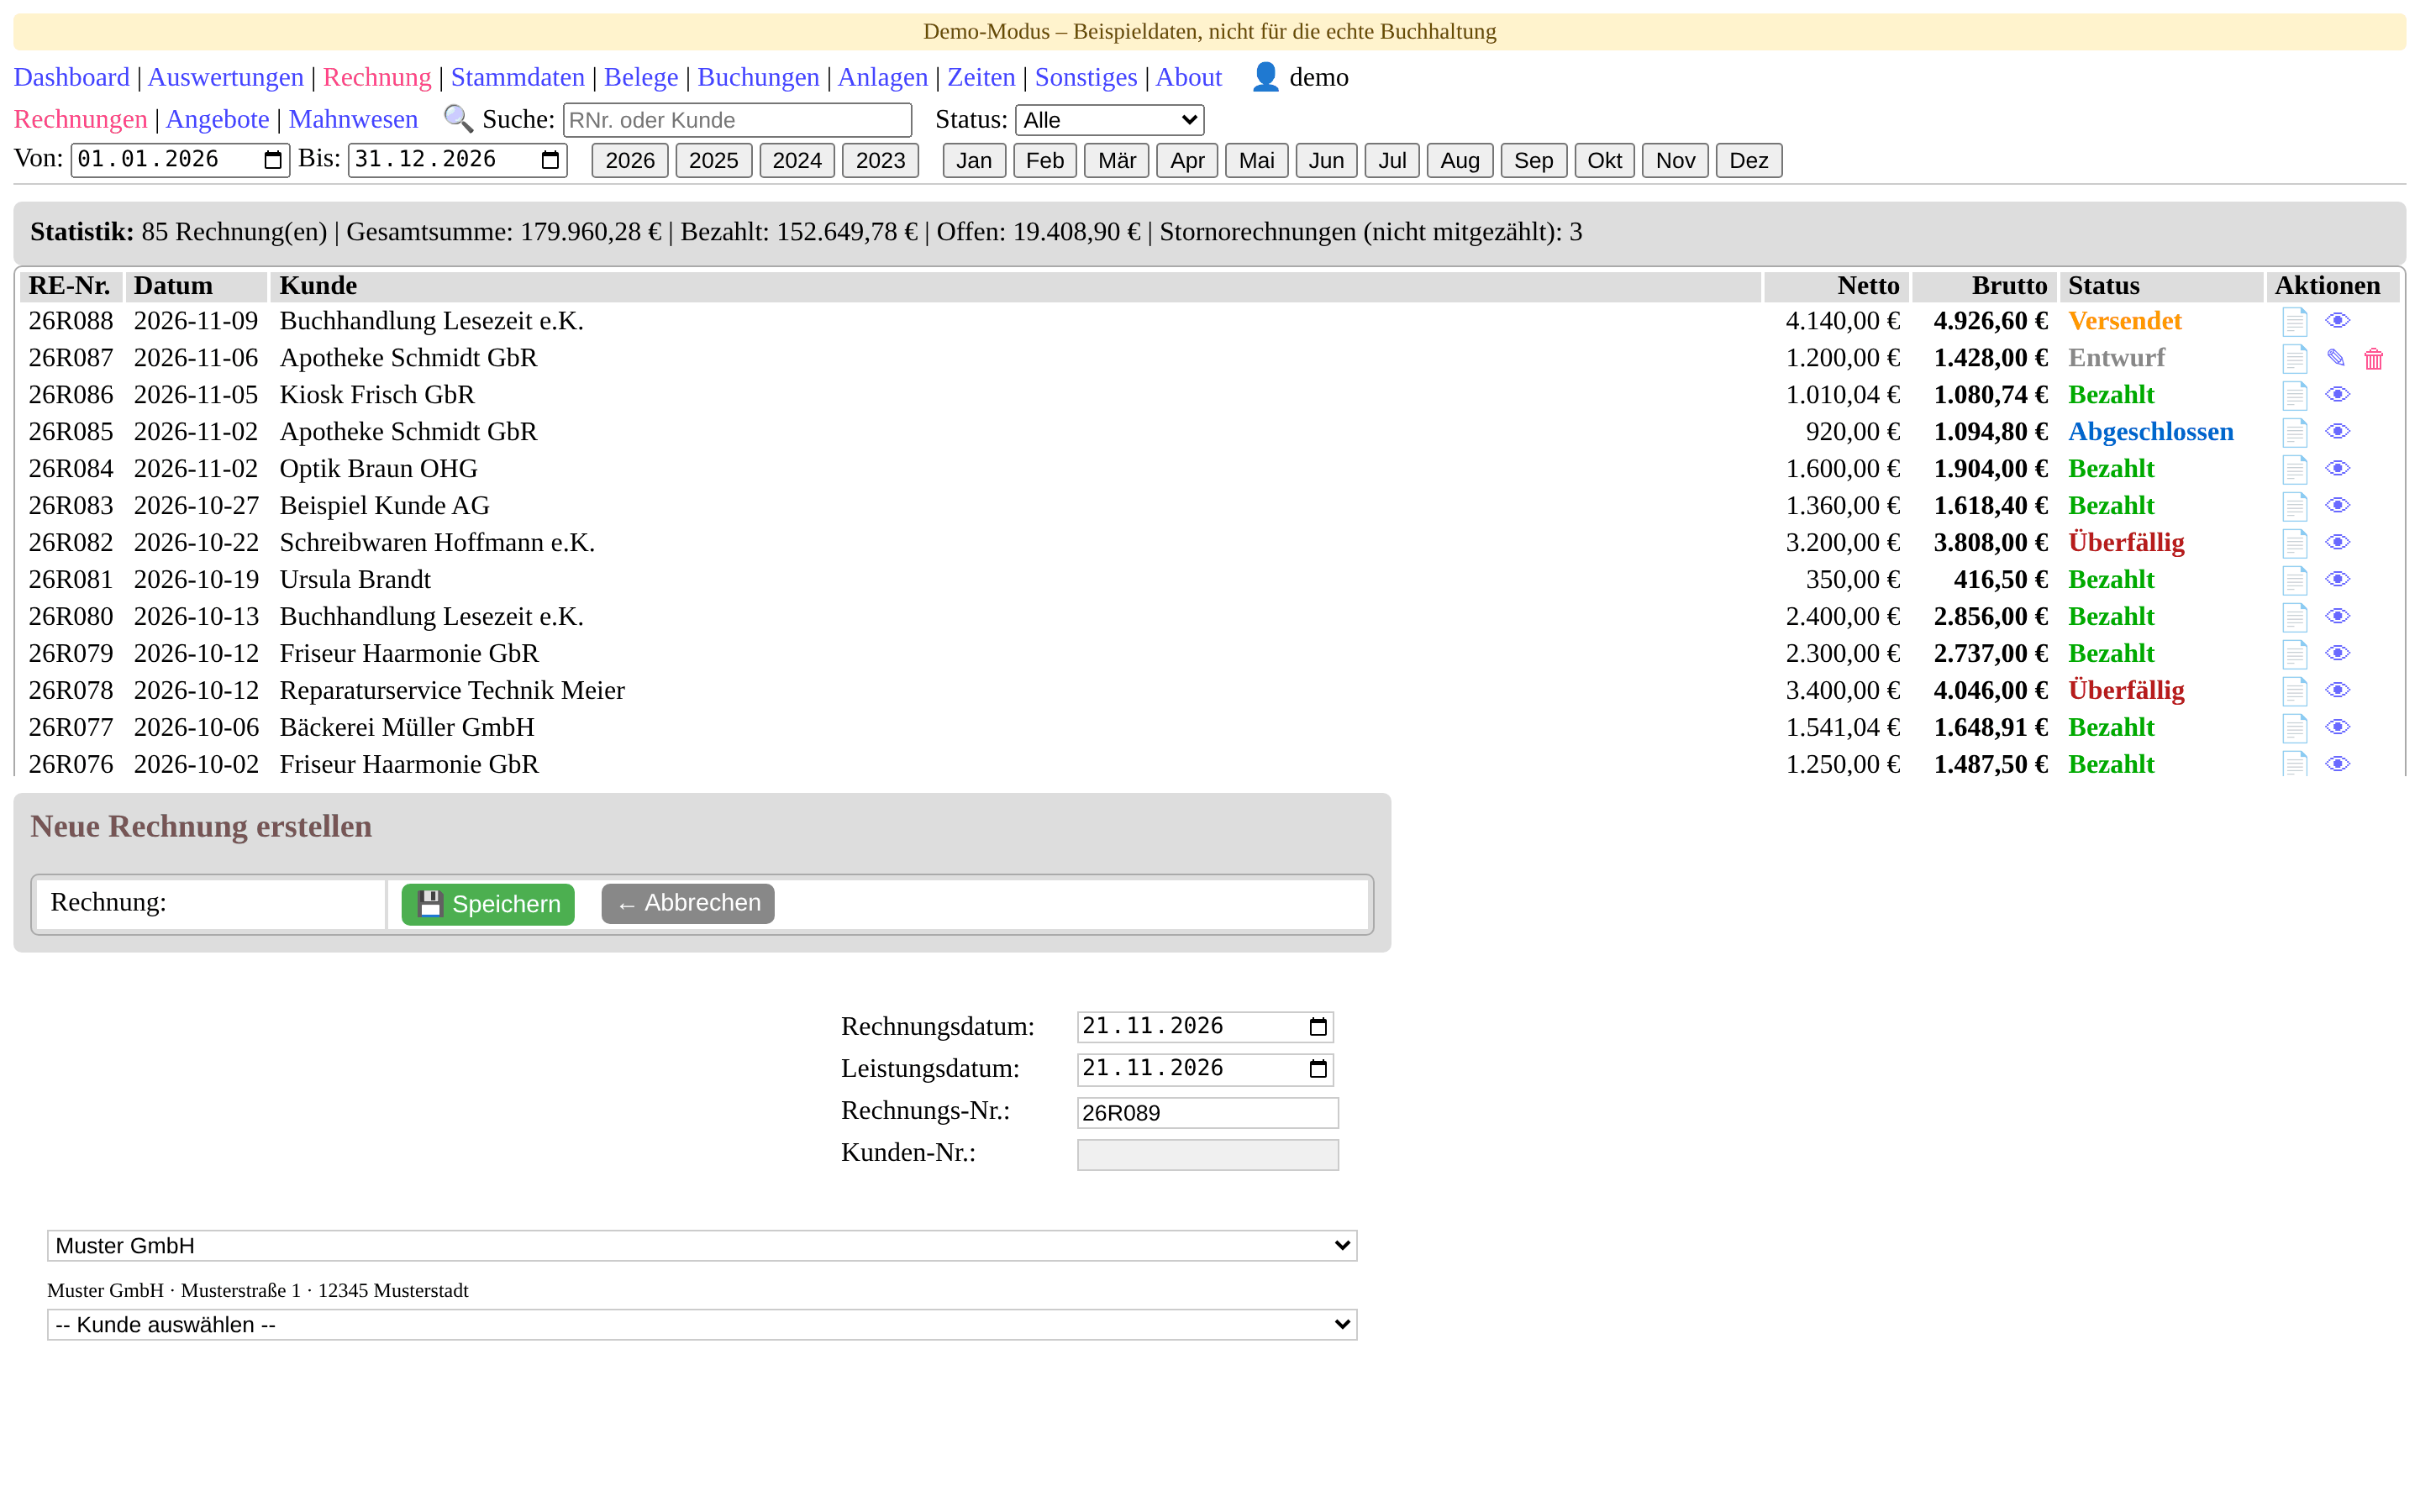 Demo-Modus – Beispieldaten, nicht für die echte Buchhaltung
Dashboard | Auswertungen | Rechnung | Stammdaten | Belege | Buchungen | Anlagen | Zeiten | Sonstiges | About 👤 demo
Rechnungen | Angebote | Mahnwesen 🔍 Suche: RNr. oder Kunde Status: Alle
Von: 01.01.2026 Bis: 31.12.2026 2026 2025 2024 2023 Jan Feb Mär Apr Mai Jun Jul Aug Sep Okt Nov Dez
Statistik: 85 Rechnung(en) | Gesamtsumme: 179.960,28 € | Bezahlt: 152.649,78 € | Offen: 19.408,90 € | Stornorechnungen (nicht mitgezählt): 3
RE-Nr. Datum Kunde Netto Brutto Status Aktionen
26R088 2026-11-09 Buchhandlung Lesezeit e.K. 4.140,00 € 4.926,60 € Versendet
26R087 2026-11-06 Apotheke Schmidt GbR 1.200,00 € 1.428,00 € Entwurf
26R086 2026-11-05 Kiosk Frisch GbR 1.010,04 € 1.080,74 € Bezahlt
26R085 2026-11-02 Apotheke Schmidt GbR 920,00 € 1.094,80 € Abgeschlossen
26R084 2026-11-02 Optik Braun OHG 1.600,00 € 1.904,00 € Bezahlt
26R083 2026-10-27 Beispiel Kunde AG 1.360,00 € 1.618,40 € Bezahlt
26R082 2026-10-22 Schreibwaren Hoffmann e.K. 3.200,00 € 3.808,00 € Überfällig
26R081 2026-10-19 Ursula Brandt 350,00 € 416,50 € Bezahlt
26R080 2026-10-13 Buchhandlung Lesezeit e.K. 2.400,00 € 2.856,00 € Bezahlt
26R079 2026-10-12 Friseur Haarmonie GbR 2.300,00 € 2.737,00 € Bezahlt
26R078 2026-10-12 Reparaturservice Technik Meier 3.400,00 € 4.046,00 € Überfällig
26R077 2026-10-06 Bäckerei Müller GmbH 1.541,04 € 1.648,91 € Bezahlt
26R076 2026-10-02 Friseur Haarmonie GbR 1.250,00 € 1.487,50 € Bezahlt
Neue Rechnung erstellen
Rechnung: 💾 Speichern ← Abbrechen
Rechnungsdatum: 21.11.2026
Leistungsdatum: 21.11.2026
Rechnungs-Nr.: 26R089
Kunden-Nr.:
Muster GmbH
Muster GmbH · Musterstraße 1 · 12345 Musterstadt
-- Kunde auswählen --